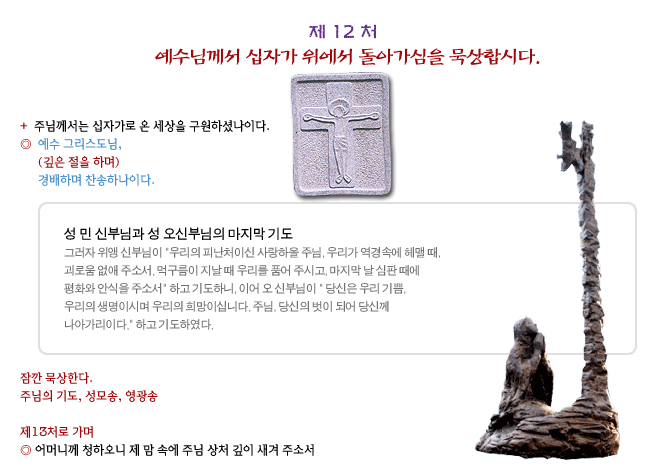 제 12 처
예수님께서 십자가 위에서 돌아가심을 묵상합시다.
+ 주님께서는 십자가로 온 세상을 구원하셨나이다.
◎ 예수 그리스도님,
(깊은 절을 하며)
경배하며 찬송하나이다.
성 민 신부님과 성 오신부님의 마지막 기도
그러자 위앵 신부님이 "우리의 피난처이신 사랑하올 주님, 우리가 역경속에 헤맬 때,
괴로움 없애 주소서, 먹구름이 지날 때 우리를 품어 주시고, 마지막 날 심판 때에
평화와 안식을 주소서" 하고 기도하니, 이어 오 신부님이 " 당신은 우리 기쁨,
우리의 생명이시며 우리의 희망이십니다. 주님, 당신의 벗이 되어 당신께
나아가리이다." 하고 기도하였다.
잠깐 묵상한다.
주님의 기도, 성모송, 영광송
제13처로 가며
◎ 어머니께 청하오니 제 맘 속에 주님 상처 깊이 새겨 주소서